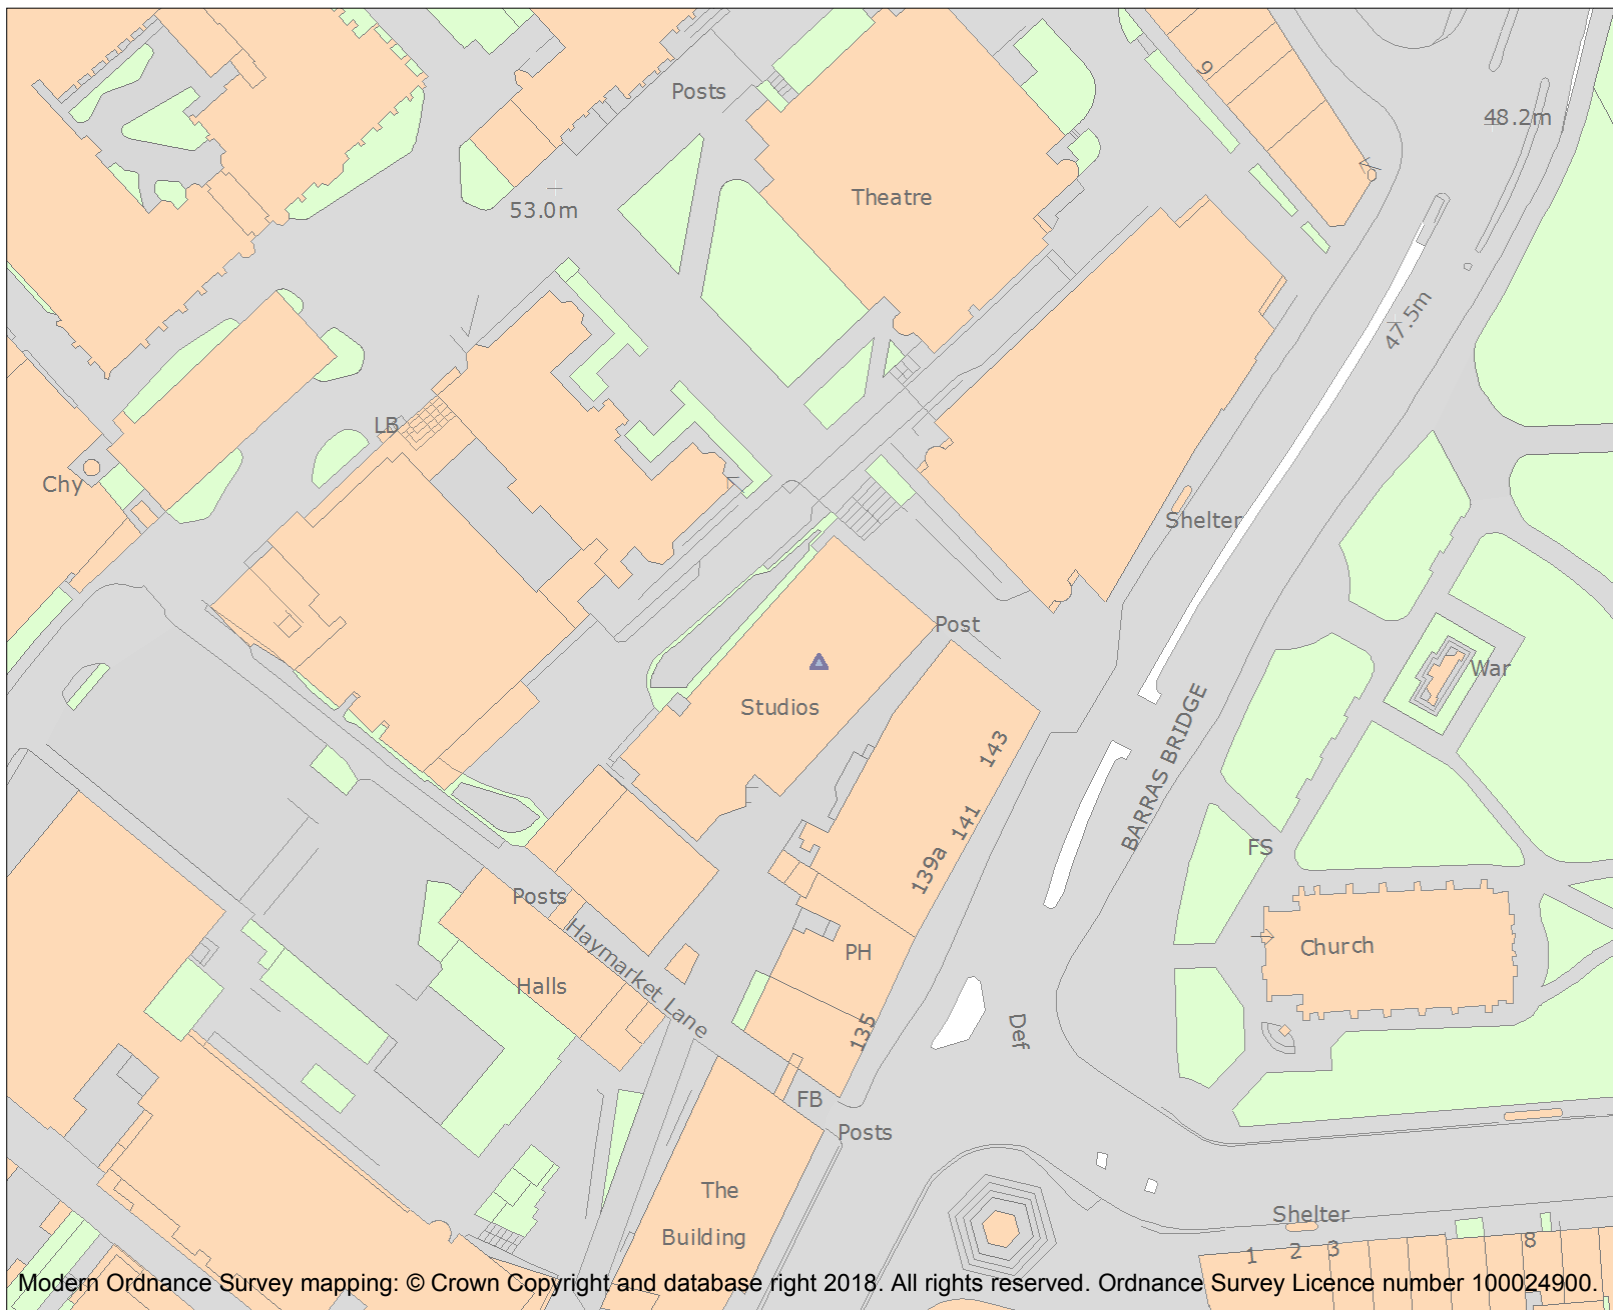 9
Posts
48.2m
Theatre
53.0m
47.5m
LB
Chy
Shelter
Post
War
Studios
143
BARRAS BRIDGE
141
FS
139a
Posts
Haymarket Lane
PH
Church
Halls
135
Def
FB
Posts
The
Building
Shelter
1 2 3 8
Modern Ordnance Survey mapping: © Crown Copyright and database right 2018. All rights reserved. Ordnance Survey Licence number 100024900.